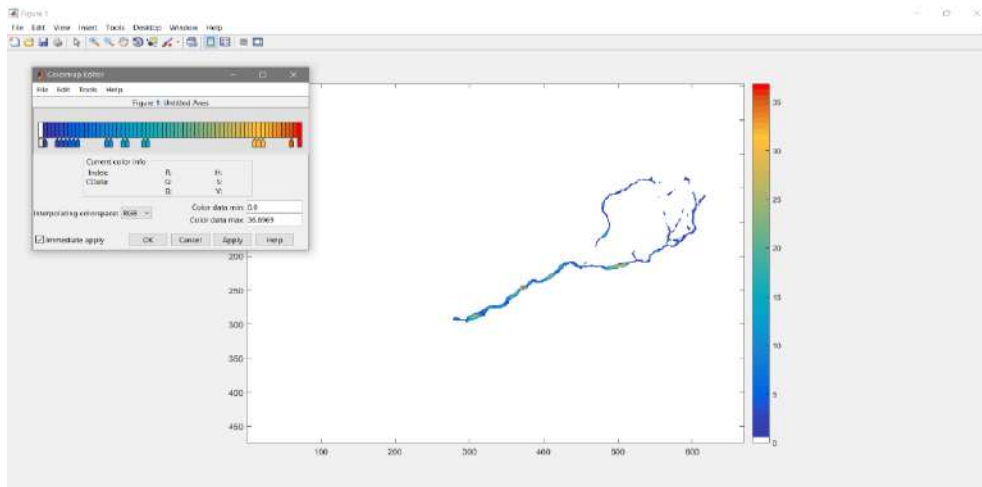 Figure 1
File Edit View Insert Tools Desktop Window Help
Colormap Editor
File Edit Tools Help
Figure 1: Untitled Axes
Current color info
Index: R: H:
CData: G: S:
B: V:
Interpolating colorspace: RGB
Color data min: 0.0
Color data max: 36.8969
Immediate apply OK Cancel Apply Help
200
250
300
350
400
450
100 200 300 400 500 600
35
30
25
20
15
10
5
0